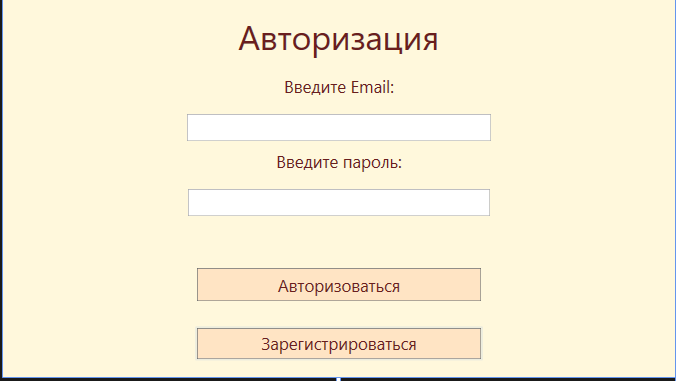 Авторизация
Введите Email:
Введите пароль:
Авторизоваться
Зарегистрироваться